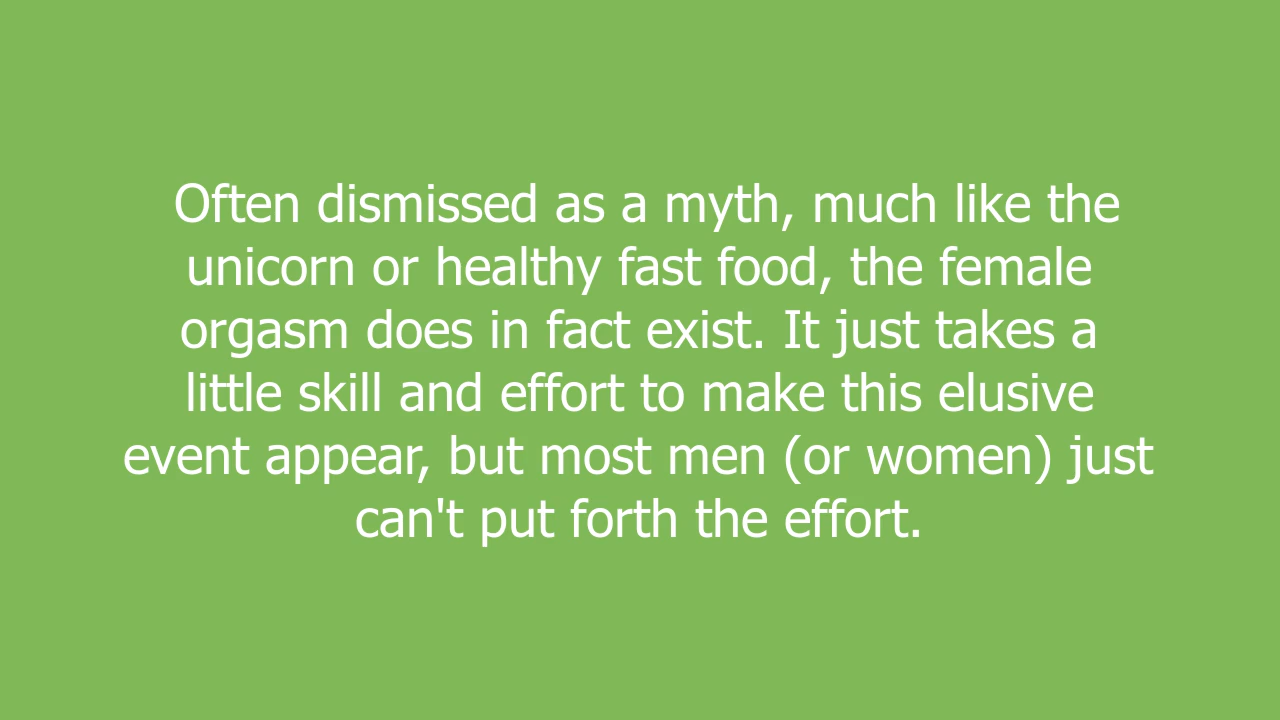 Often dismissed as a myth, much like the
unicorn or healthy fast food, the female
orgasm does in fact exist. It just takes a
little skill and effort to make this elusive
event appear, but most men (or women) just
can't put forth the effort.